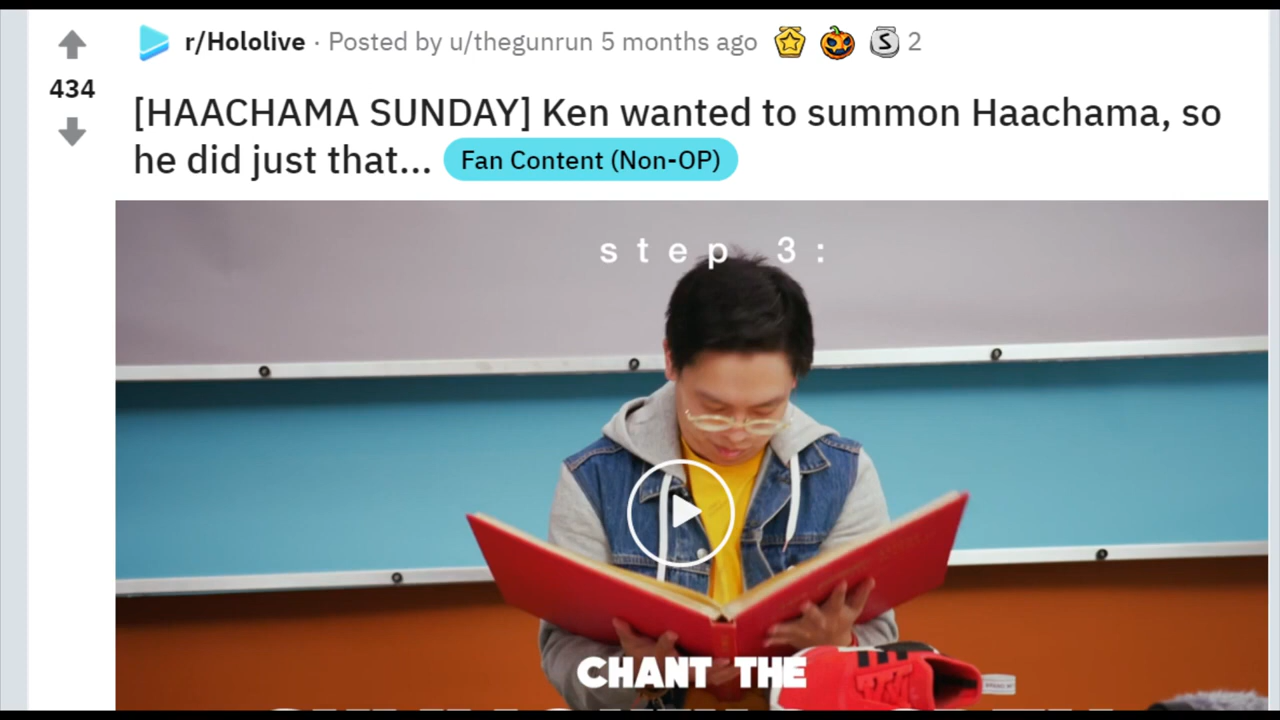 r/Hololive · Posted by u/thegunrun 5 months ago 2
434
[HAACHAMA SUNDAY] Ken wanted to summon Haachama, so
he did just that... Fan Content (Non-OP)
step 3:
CHANT THE